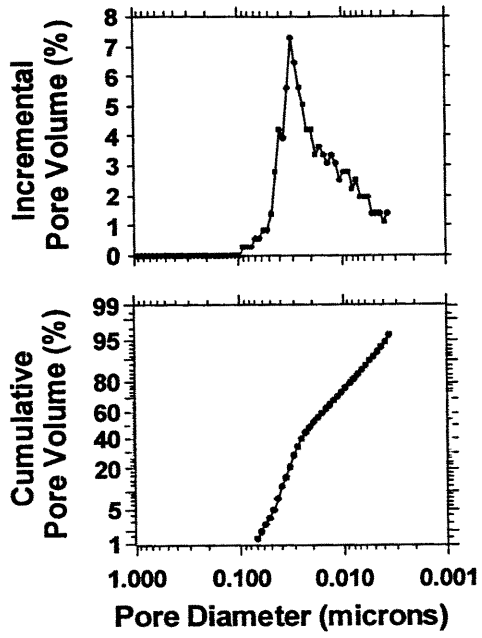 Incremental
Pore Volume (%)
8
7
6
5
4
3
2
1
0
Cumulative
Pore Volume (%)
99
95
80
60
40
20
5
1
1.000 0.100 0.010 0.001
Pore Diameter (microns)